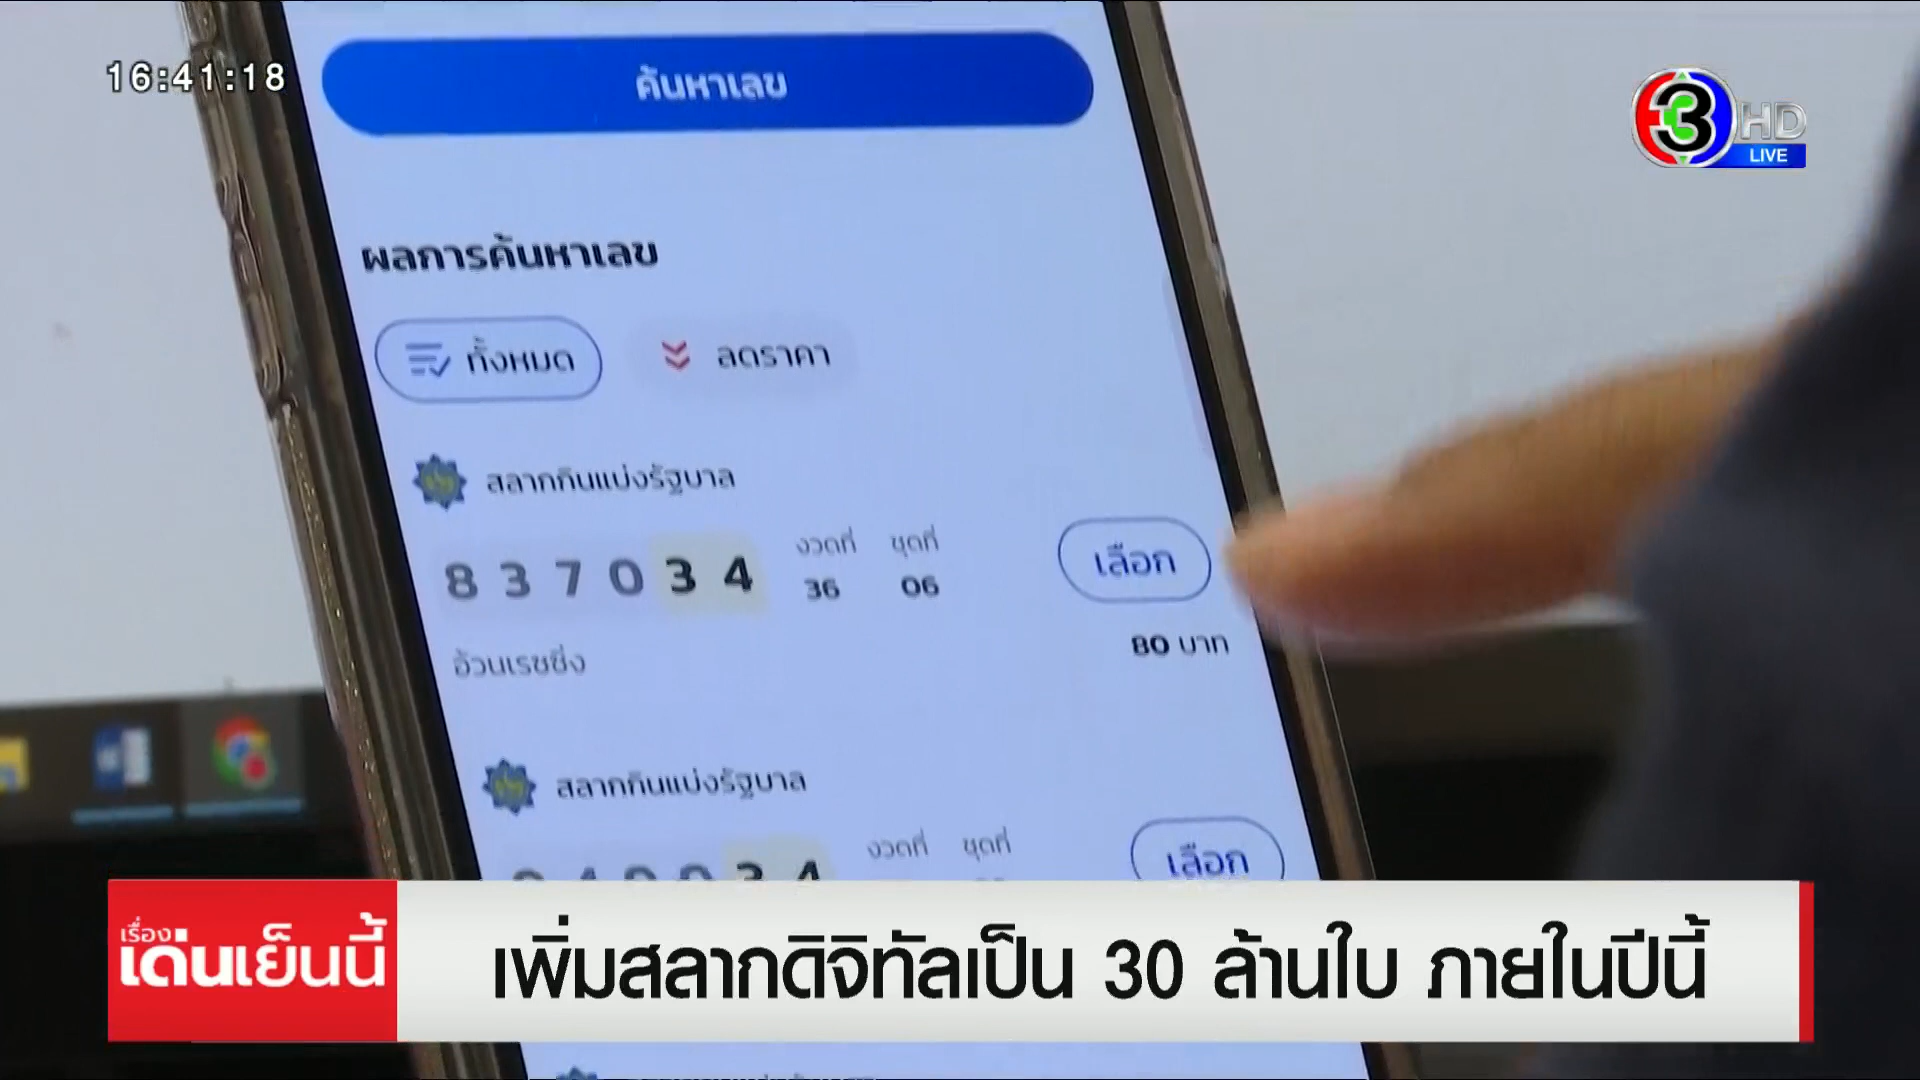 16:41:18
3 HD
LIVE
ค้นหาเลข
ผลการค้นหาเลข
ทั้งหมด
ลดราคา
สลากกินแบ่งรัฐบาล
8 3 7 0 3 4
งวดที่ ชุดที่
36 06
เลือก
80 บาท
อ้วนเรซซิ่ง
สลากกินแบ่งรัฐบาล
งวดที่ ชุดที่
เลือก
เรื่อง
เด่นเย็นนี้
เพิ่มสลากดิจิทัลเป็น 30 ล้านใบ ภายในปีนี้